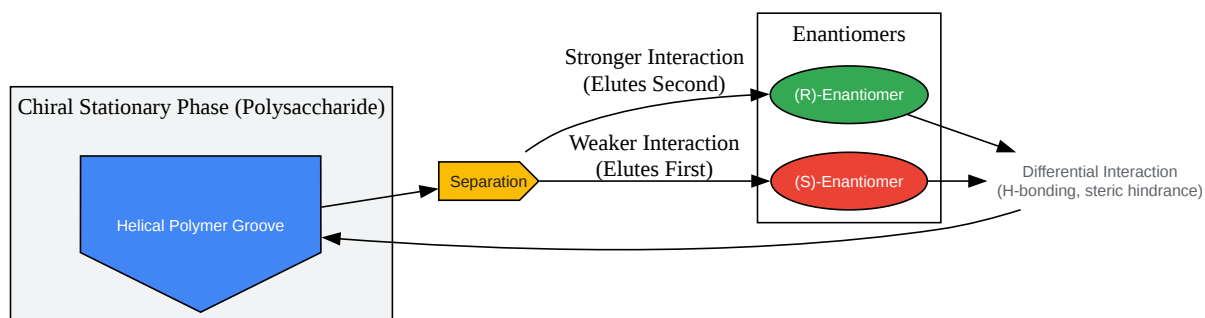 Chiral Stationary Phase (Polysaccharide)
Helical Polymer Groove
Separation
Stronger Interaction
(Elutes Second)
Weaker Interaction
(Elutes First)
Enantiomers
(R)-Enantiomer
(S)-Enantiomer
Differential Interaction
(H-bonding, steric hindrance)